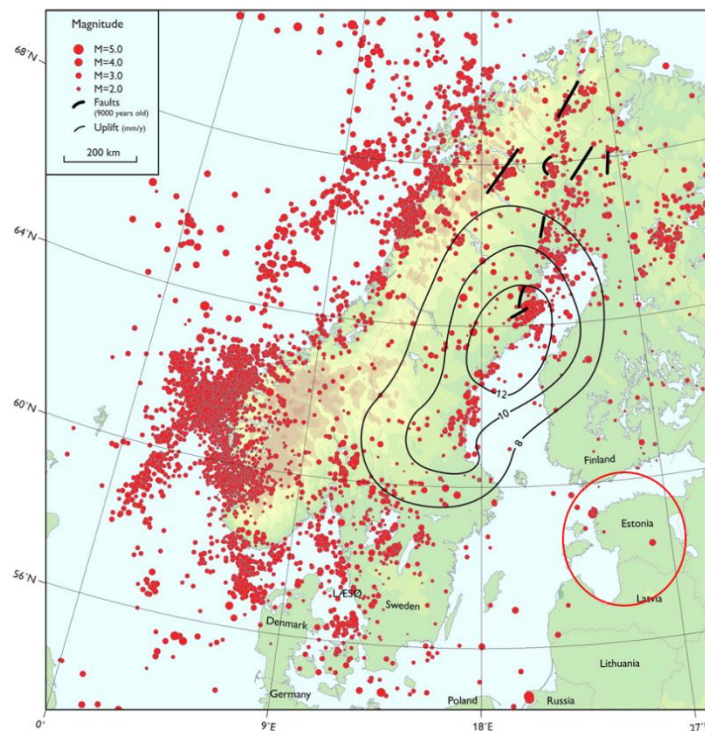 Magnitude
M=5.0
M=4.0
M=3.0
M=2.0
Faults
(9000 years old)
Uplift (mm/y)
200 km
68°N
64°N
60°N
56°N
12
10
8
Finland
Estonia
Latvia
LÆSØ
Sweden
Denmark
Lithuania
Germany
Poland
Russia
0°
9°E
18°E
27°